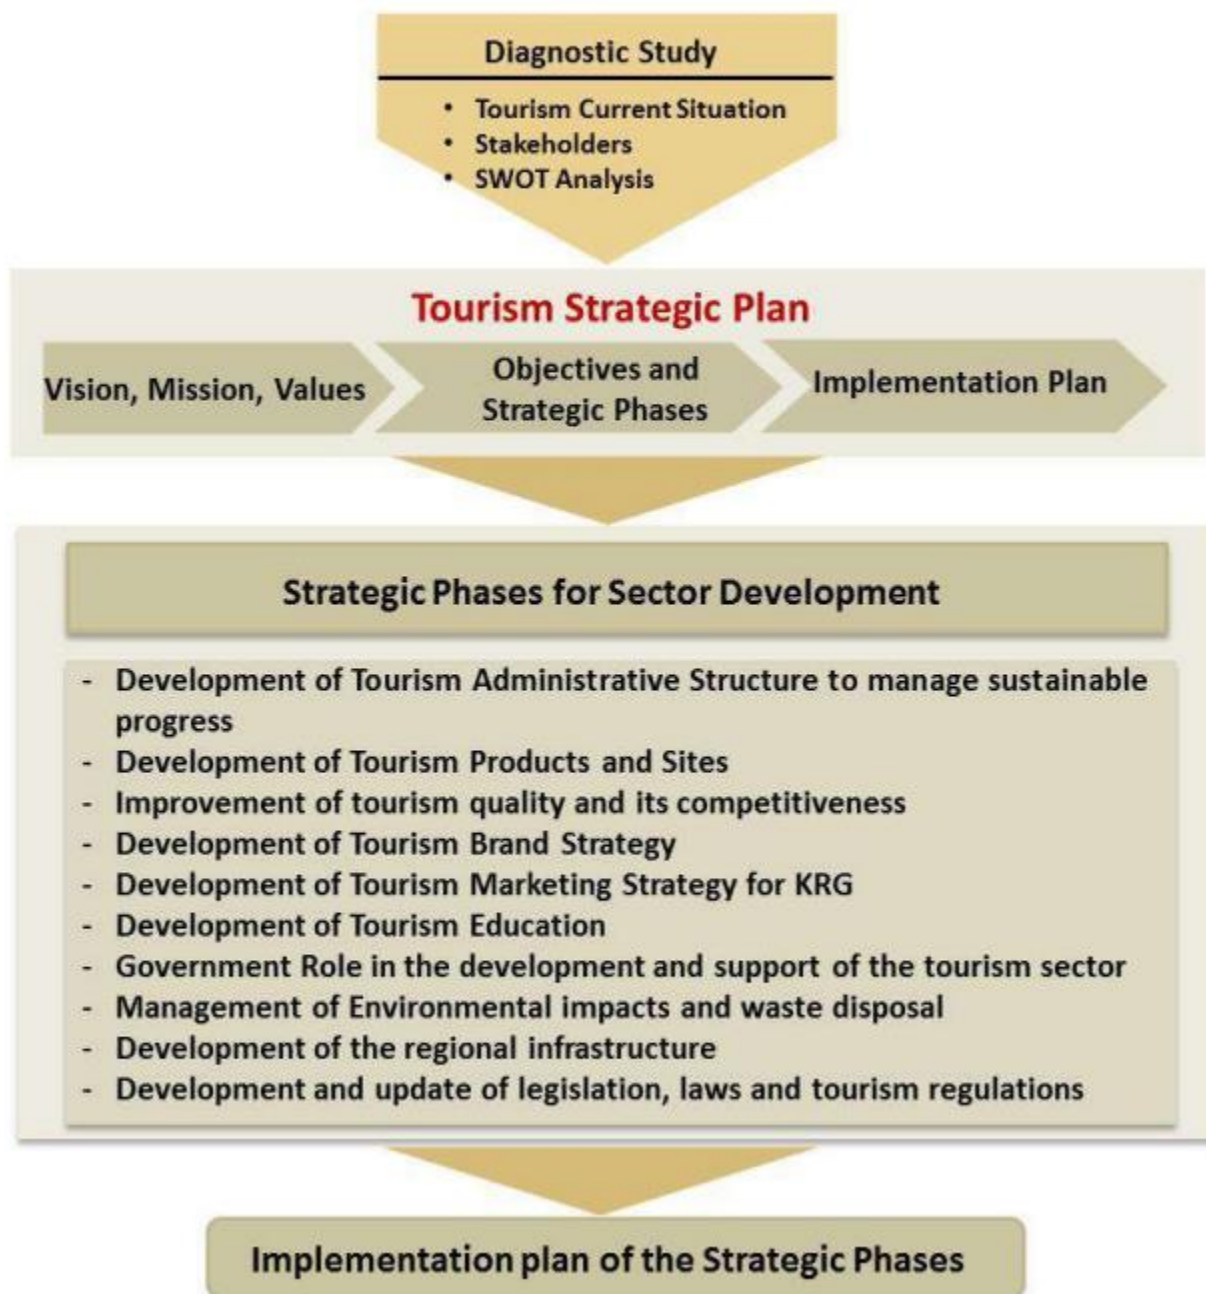 Diagnostic Study
• Tourism Current Situation
• Stakeholders
• SWOT Analysis
Tourism Strategic Plan
Vision, Mission, Values
Objectives and
Strategic Phases
Implementation Plan
Strategic Phases for Sector Development
- Development of Tourism Administrative Structure to manage sustainable
progress
- Development of Tourism Products and Sites
- Improvement of tourism quality and its competitiveness
- Development of Tourism Brand Strategy
- Development of Tourism Marketing Strategy for KRG
- Development of Tourism Education
- Government Role in the development and support of the tourism sector
- Management of Environmental impacts and waste disposal
- Development of the regional infrastructure
- Development and update of legislation, laws and tourism regulations
Implementation plan of the Strategic Phases